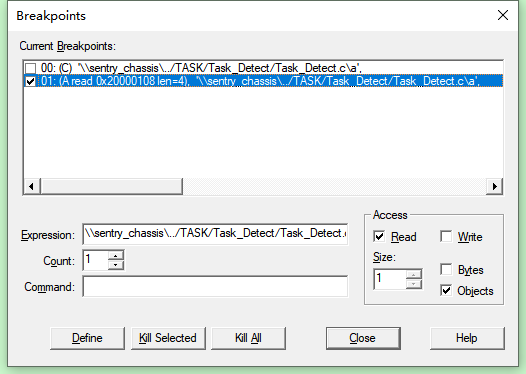 Breakpoints
Current Breakpoints:
00: (C) '\\sentry_chassis\../TASK/Task_Detect/Task_Detect.c\a',
01: (A read 0x20000108 len=4), '\\sentry_chassis\../TASK/Task_Detect/Task_Detect.c\a',
Expression:
\\sentry_chassis\../TASK/Task_Detect/Task_Detect.
Count:
1
Command:
Access
Read
Write
Size:
1
Bytes
Objects
Define
Kill Selected
Kill All
Close
Help